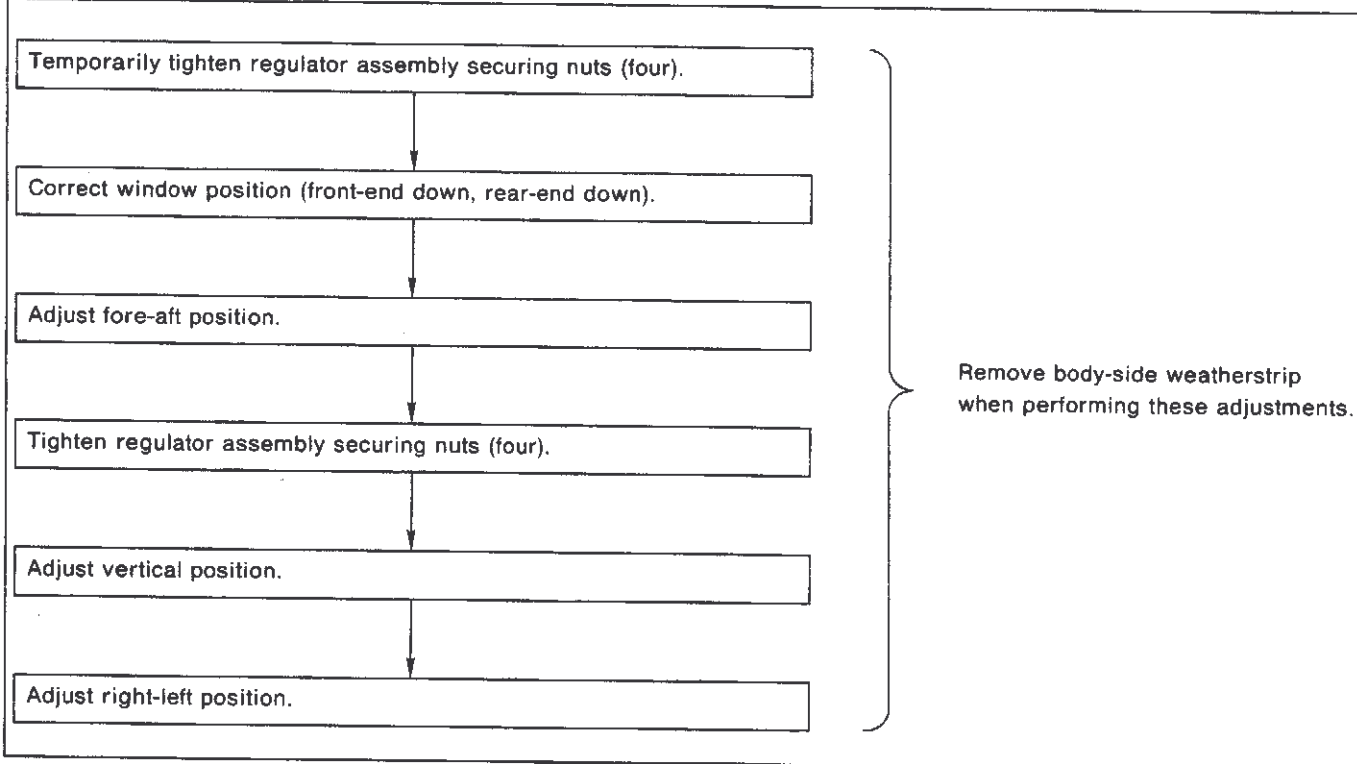 Temporarily tighten regulator assembly securing nuts (four).
Correct window position (front-end down, rear-end down).
Adjust fore-aft position.
Tighten regulator assembly securing nuts (four).
Adjust vertical position.
Adjust right-left position.
Remove body-side weatherstrip
when performing these adjustments.